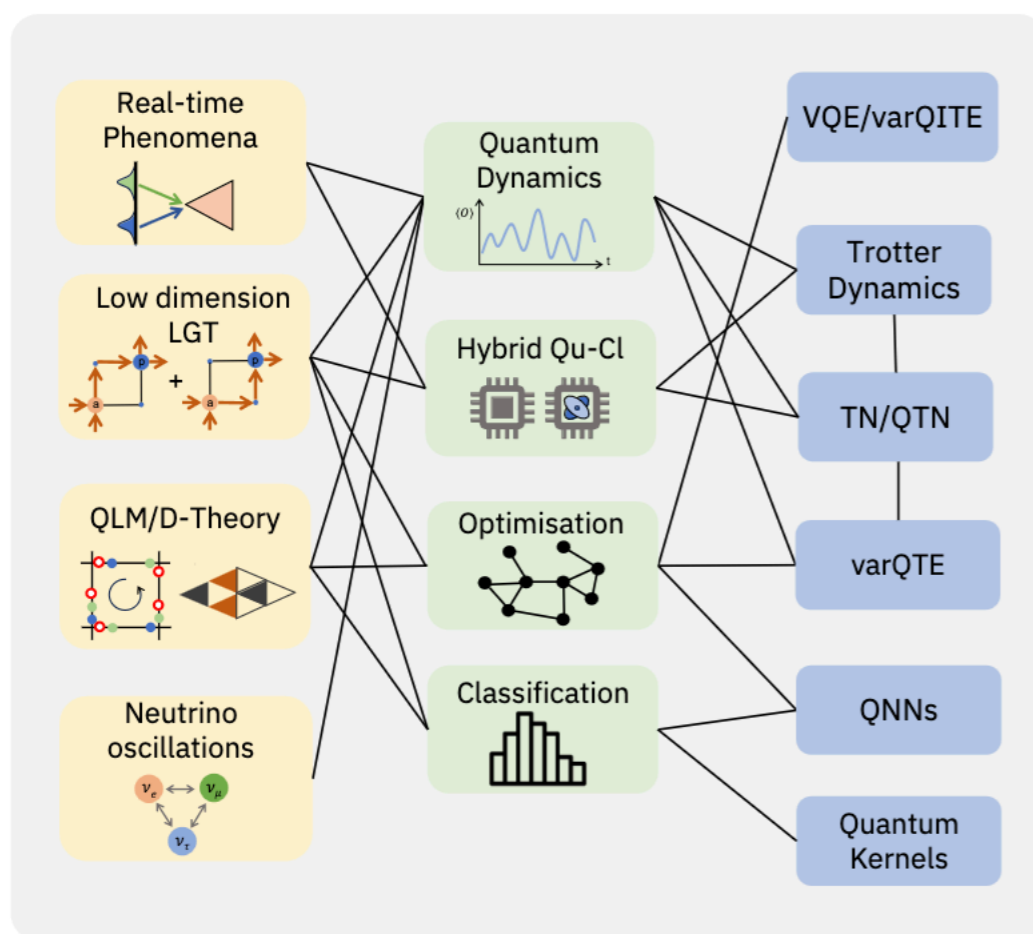 Real-time
Phenomena
Low dimension
LGT
a
p
+
a
p
QLM/D-Theory
Neutrino
oscillations
νe
νμ
ντ
Quantum
Dynamics
⟨O⟩
t
Hybrid Qu-Cl
Optimisation
Classification
VQE/varQITE
Trotter
Dynamics
TN/QTN
varQTE
QNNs
Quantum
Kernels